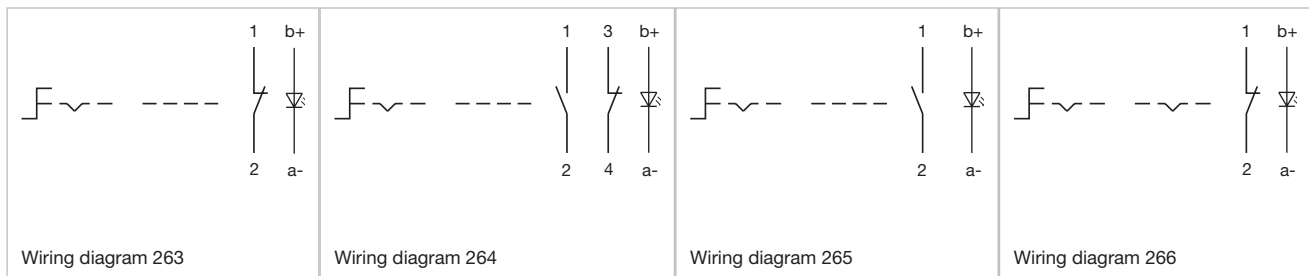 1 b+ 1 3 b+ 1 b+ 1 b+
2 a- 2 4 a- 2 a- 2 a-
Wiring diagram 263 Wiring diagram 264 Wiring diagram 265 Wiring diagram 266